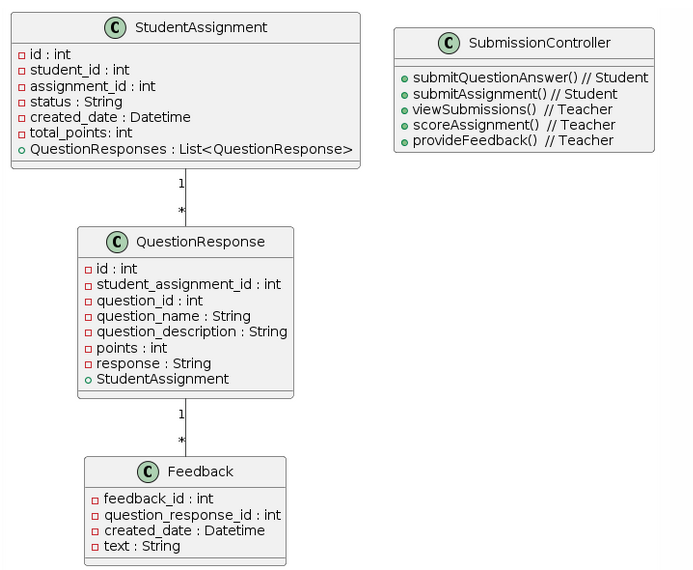 C StudentAssignment
id : int
student_id : int
assignment_id : int
status : String
created_date : Datetime
total_points: int
QuestionResponses : List<QuestionResponse>
C SubmissionController
submitQuestionAnswer() // Student
submitAssignment() // Student
viewSubmissions() // Teacher
scoreAssignment() // Teacher
provideFeedback() // Teacher
1
*
C QuestionResponse
id : int
student_assignment_id : int
question_id : int
question_name : String
question_description : String
points : int
response : String
StudentAssignment
1
*
C Feedback
feedback_id : int
question_response_id : int
created_date : Datetime
text : String